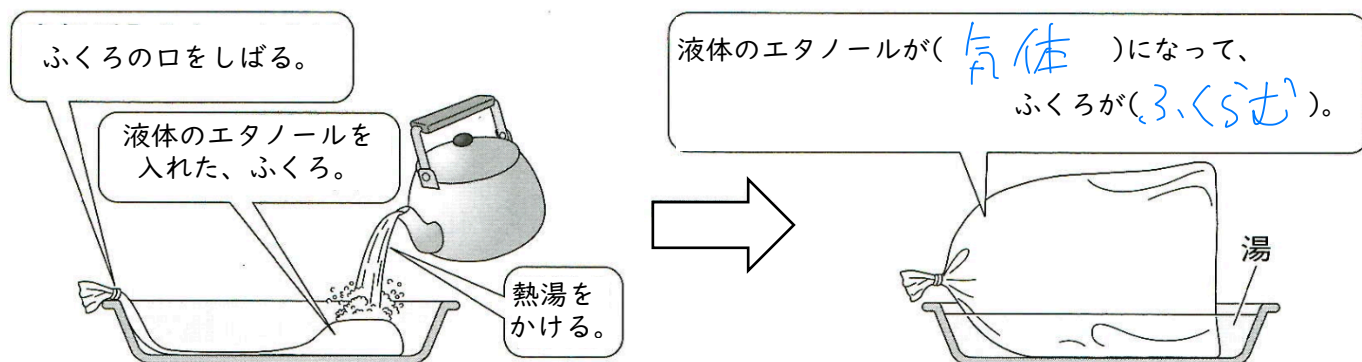 ふくろの口をしばる。
液体のエタノールを
入れた、ふくろ。
熱湯を
かける。
液体のエタノールが( 気体 )になって、
ふくろが(ふくらむ)。
湯